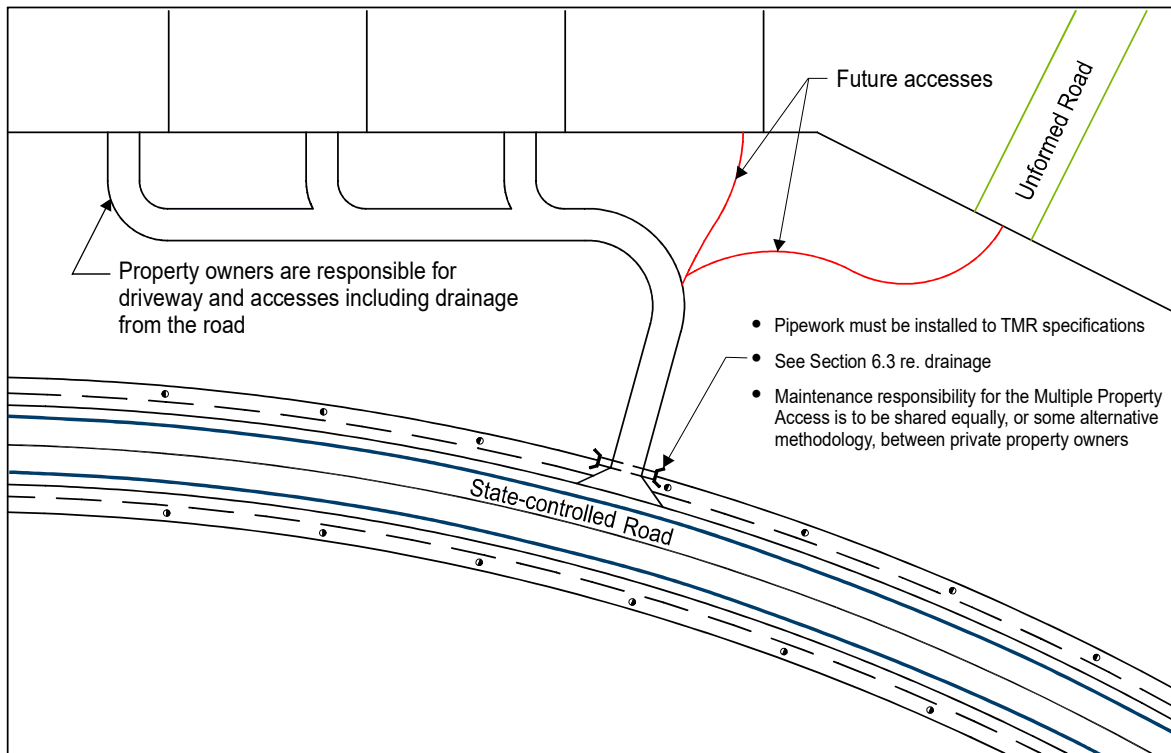 Future accesses
Unformed Road
Property owners are responsible for
driveway and accesses including drainage
from the road
• Pipework must be installed to TMR specifications
• See Section 6.3 re. drainage
• Maintenance responsibility for the Multiple Property
Access is to be shared equally, or some alternative
methodology, between private property owners
State-controlled Road